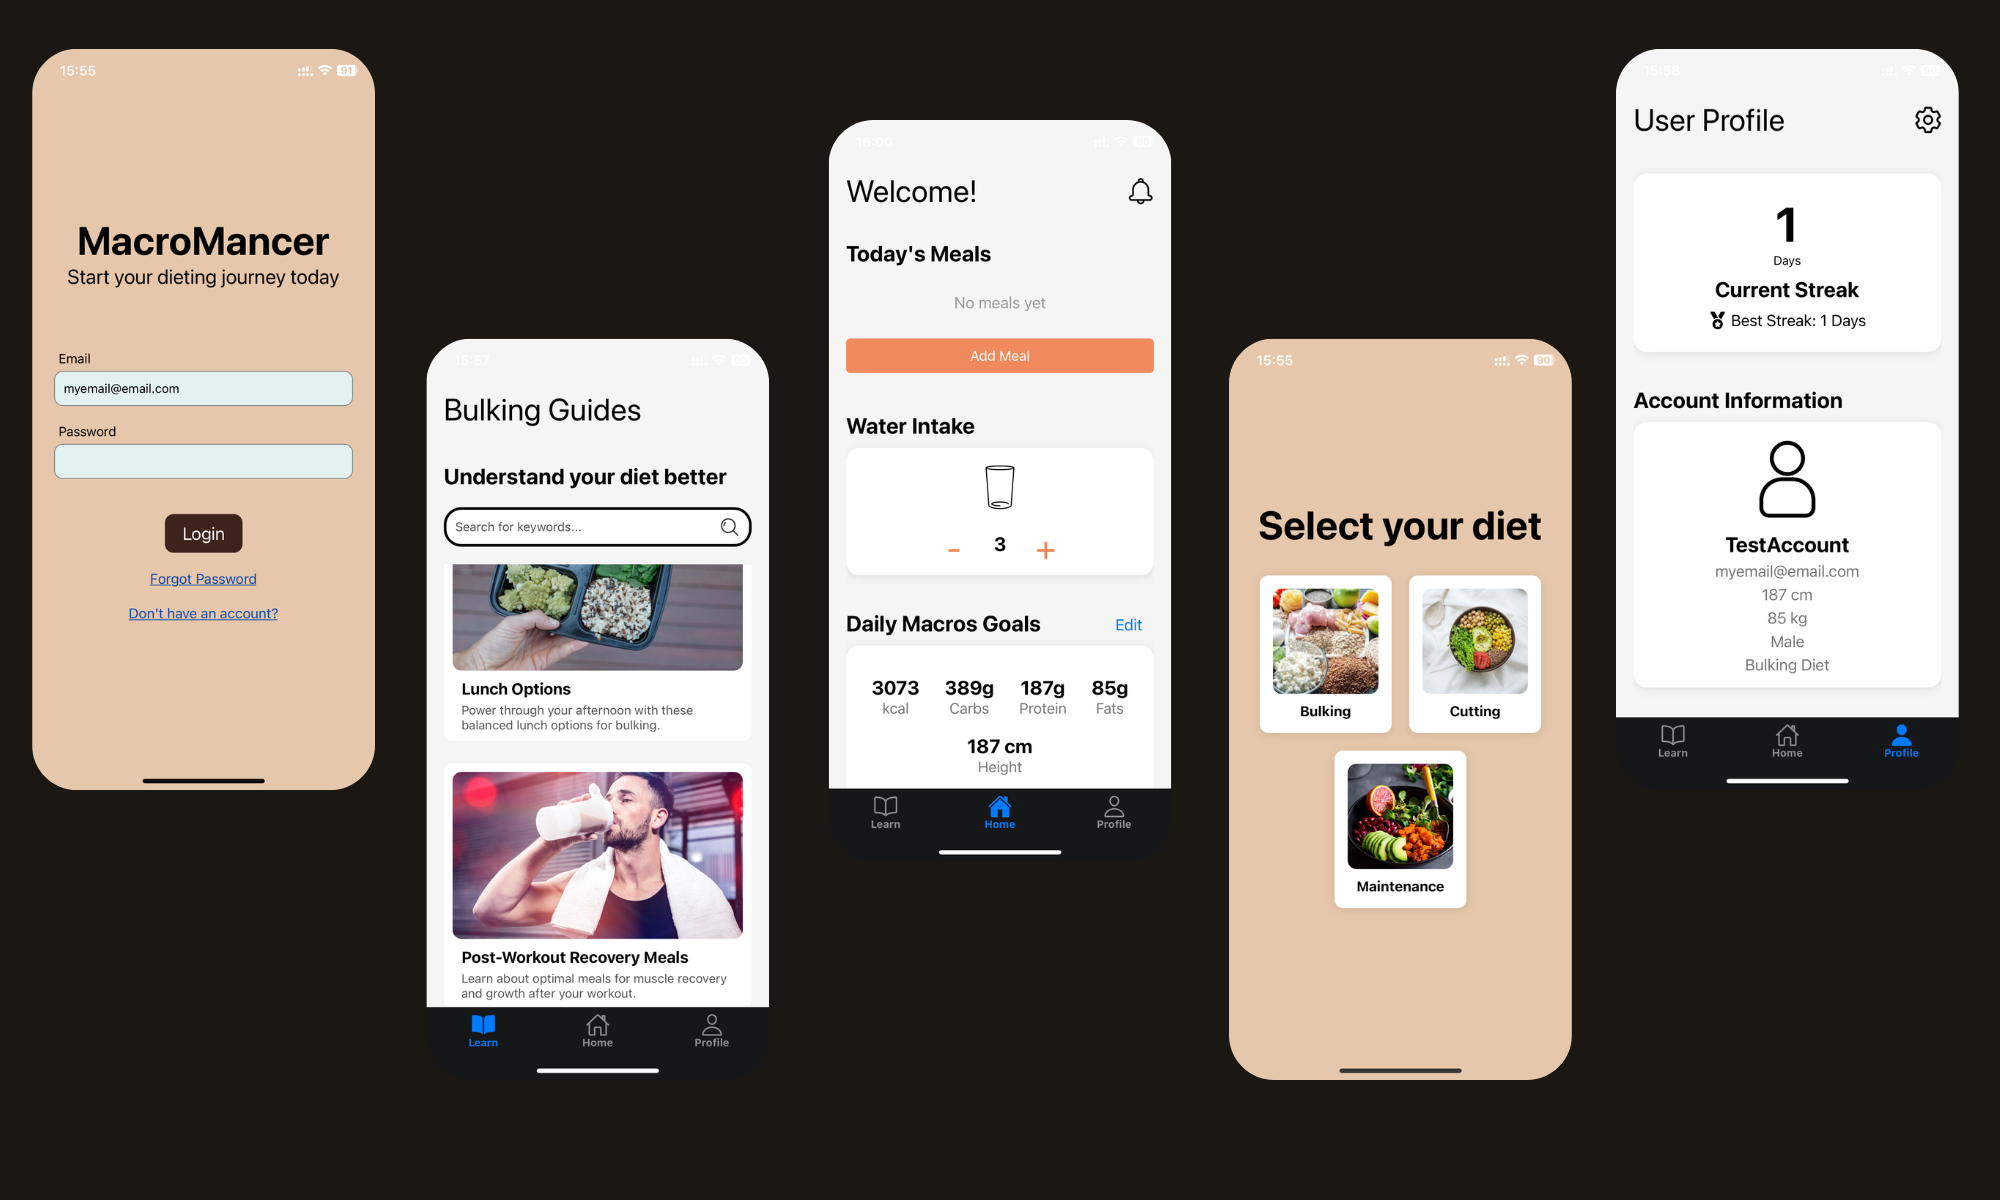 15:55
91
MacroMancer
Start your dieting journey today
Email
myemail@email.com
Password
Login
Forgot Password
Don't have an account?
15:57
Bulking Guides
Understand your diet better
Search for keywords...
Lunch Options
Power through your afternoon with these
balanced lunch options for bulking.
Post-Workout Recovery Meals
Learn about optimal meals for muscle recovery
and growth after your workout.
Learn
Home
Profile
16:00
90
Welcome!
Today's Meals
No meals yet
Add Meal
Water Intake
- 3 +
Daily Macros Goals
Edit
3073 389g 187g 85g
kcal Carbs Protein Fats
187 cm
Height
Learn
Home
Profile
15:55
90
Select your diet
Bulking
Cutting
Maintenance
15:58
90
User Profile
1
Days
Current Streak
Best Streak: 1 Days
Account Information
TestAccount
myemail@email.com
187 cm
85 kg
Male
Bulking Diet
Learn
Home
Profile